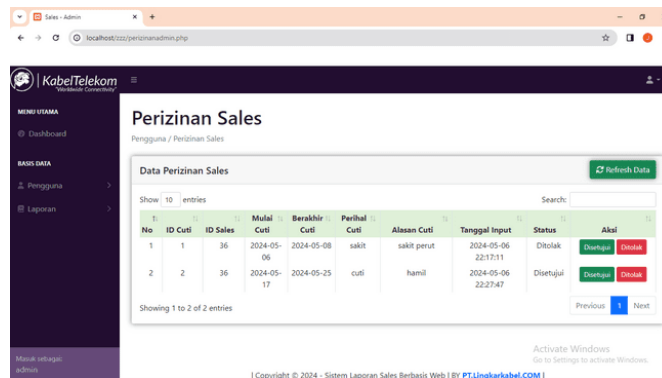 Sales - Admin
localhost/zzz/perizinanadmin.php
KabelTelekom
"Worldwide Connectivity"
MENU UTAMA
Dashboard
BASIS DATA
Pengguna
Laporan
Masuk sebagai:
admin
Perizinan Sales
Pengguna / Perizinan Sales
Data Perizinan Sales
Refresh Data
Show 10 entries Search:
No ID Cuti ID Sales Mulai Cuti Berakhir Cuti Perihal Cuti Alasan Cuti Tanggal Input Status Aksi
1 1 36 2024-05-06 2024-05-08 sakit sakit perut 2024-05-06 22:17:11 Ditolak Disetujui Ditolak
2 2 36 2024-05-17 2024-05-25 cuti hamil 2024-05-06 22:27:47 Disetujui Disetujui Ditolak
Showing 1 to 2 of 2 entries
Previous 1 Next
Activate Windows
Go to Settings to activate Windows.
| Copyright © 2024 - Sistem Laporan Sales Berbasis Web | BY PT.Lingkarkabel.COM |